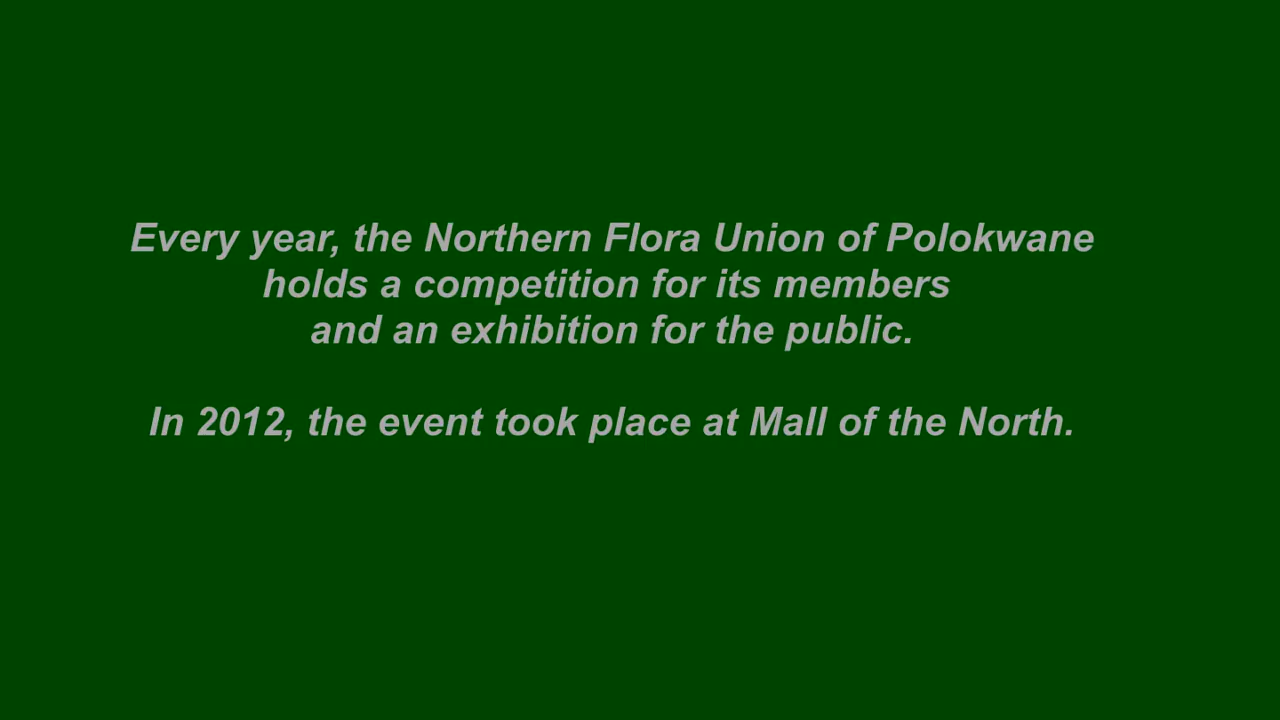 Every year, the Northern Flora Union of Polokwane
holds a competition for its members
and an exhibition for the public.
In 2012, the event took place at Mall of the North.